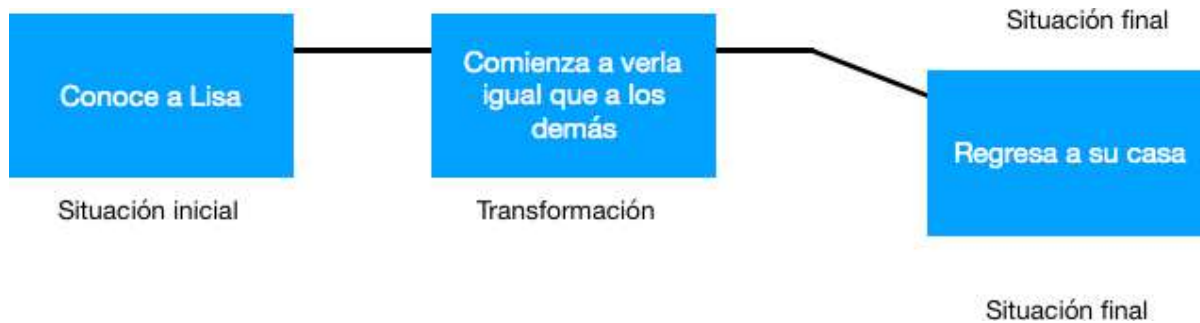 Situación final
Conoce a Lisa
Comienza a verla
igual que a los
demás
Regresa a su casa
Situación inicial
Transformación
Situación final